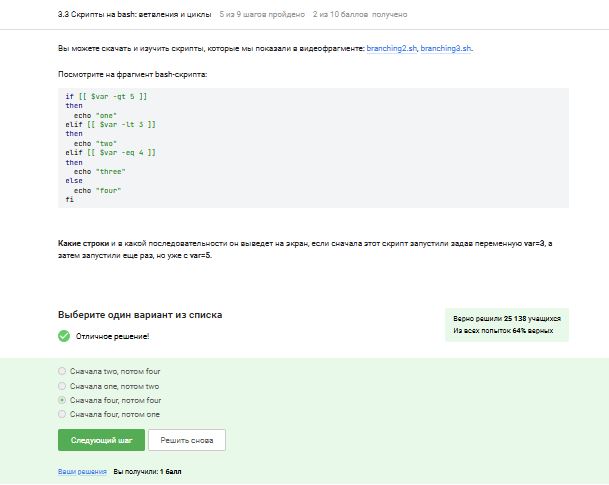 3.3 Скрипты на bash: ветвления и циклы 5 из 9 шагов пройдено 2 из 10 баллов получено
Вы можете скачать и изучить скрипты, которые мы показали в видеофрагменте: branching2.sh, branching3.sh.
Посмотрите на фрагмент bash-скрипта:
if [[ $var -gt 5 ]]
then
echo "one"
elif [[ $var -lt 3 ]]
then
echo "two"
elif [[ $var -eq 4 ]]
then
echo "three"
else
echo "four"
fi
Какие строки и в какой последовательности он выведет на экран, если сначала этот скрипт запустили задав переменную var=3, а
затем запустили еще раз, но уже с var=5.
Выберите один вариант из списка
Отличное решение!
Верно решили 25 138 учащихся
Из всех попыток 64% верных
Сначала two, потом four
Сначала one, потом two
Сначала four, потом four
Сначала four, потом one
Следующий шаг Решить снова
Ваши решения Вы получили: 1 балл